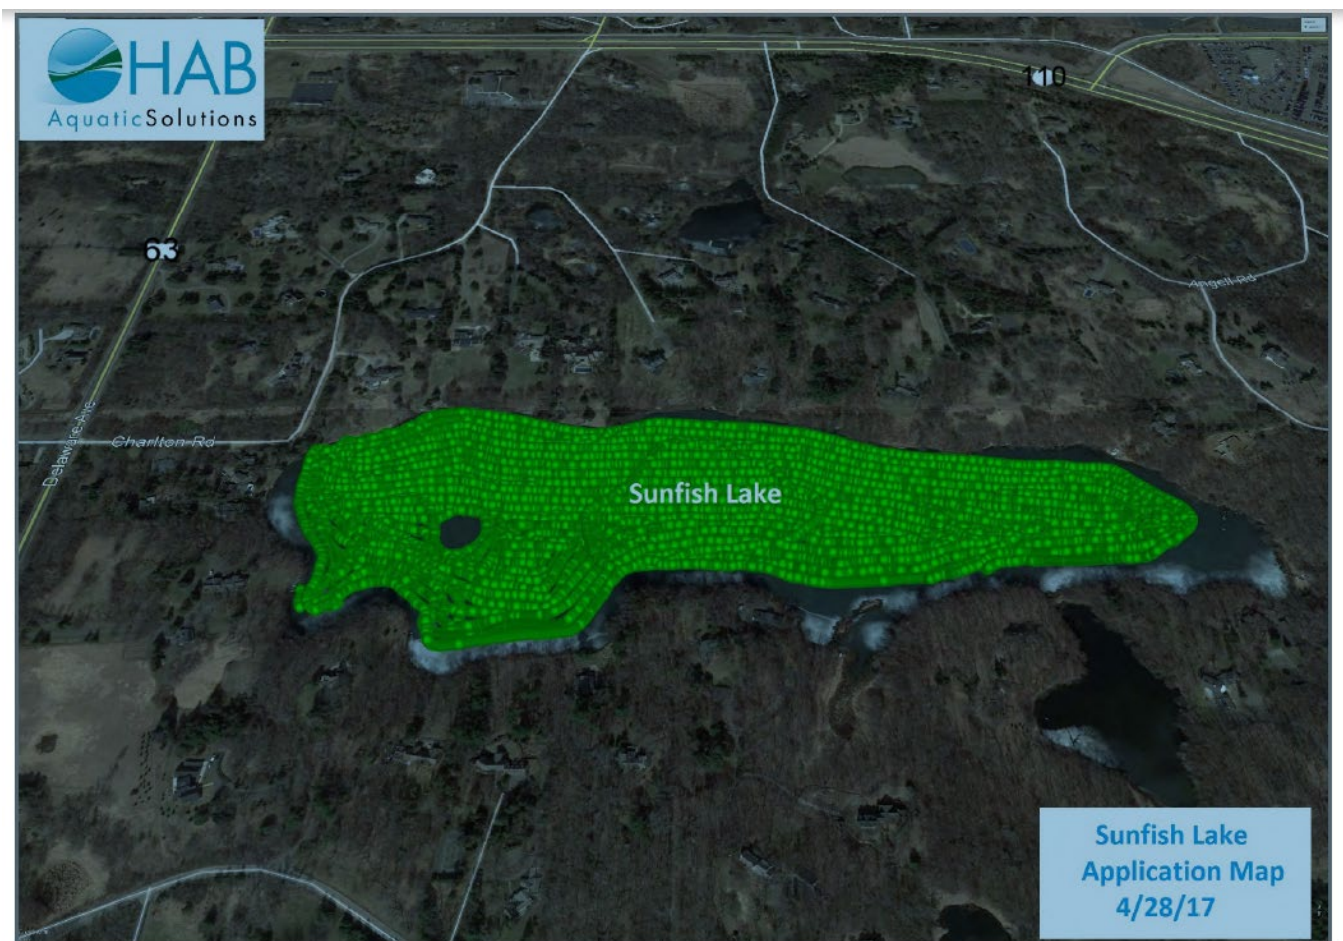 HAB
AquaticSolutions
110
63
Angell Rd
Delaware Ave
Charlton Rd
Sunfish Lake
Sunfish Lake
Application Map
4/28/17